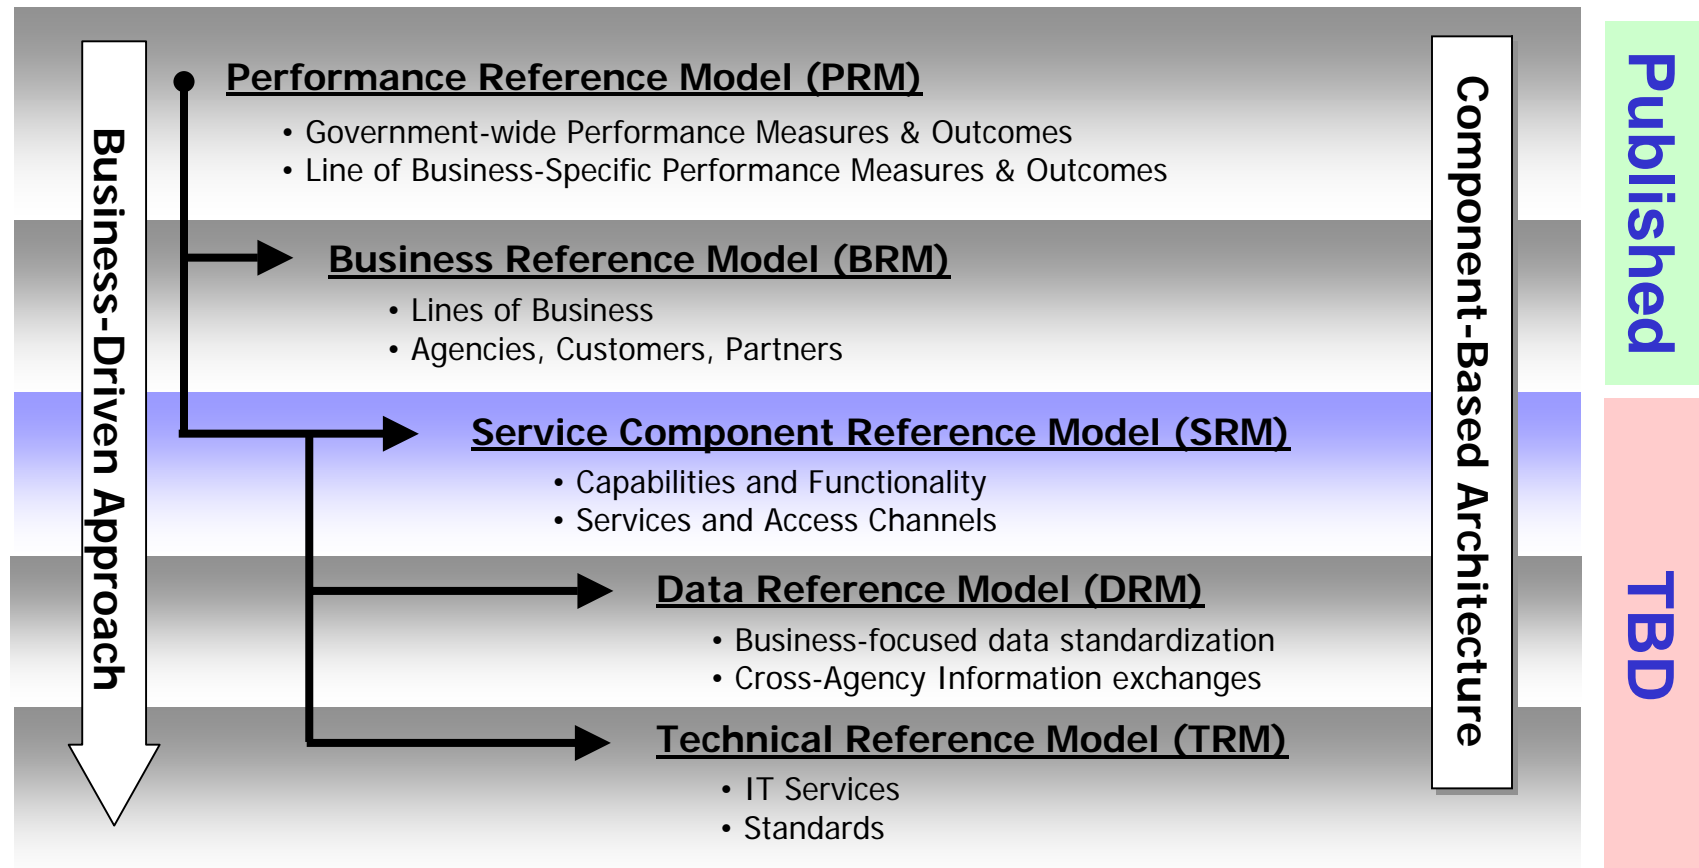 Business-Driven Approach
Performance Reference Model (PRM)
• Government-wide Performance Measures & Outcomes
• Line of Business-Specific Performance Measures & Outcomes
Business Reference Model (BRM)
• Lines of Business
• Agencies, Customers, Partners
Service Component Reference Model (SRM)
• Capabilities and Functionality
• Services and Access Channels
Data Reference Model (DRM)
• Business-focused data standardization
• Cross-Agency Information exchanges
Technical Reference Model (TRM)
• IT Services
• Standards
Component-Based Architecture
Published
TBD